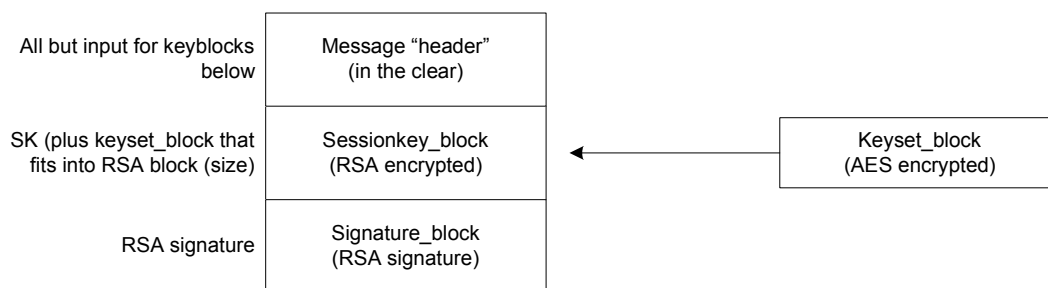 All but input for keyblocks
below
Message “header”
(in the clear)
SK (plus keyset_block that
fits into RSA block (size)
Sessionkey_block
(RSA encrypted)
Keyset_block
(AES encrypted)
RSA signature
Signature_block
(RSA signature)